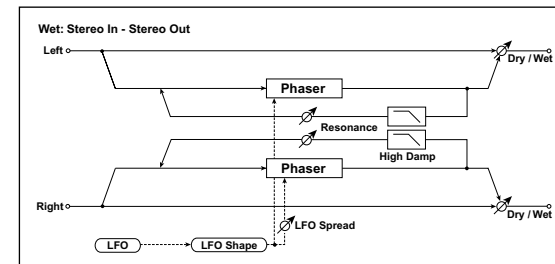 Wet: Stereo In - Stereo Out
Left
Dry / Wet
Phaser
Resonance
High Damp
Phaser
Right
LFO Spread
Dry / Wet
LFO
LFO Shape